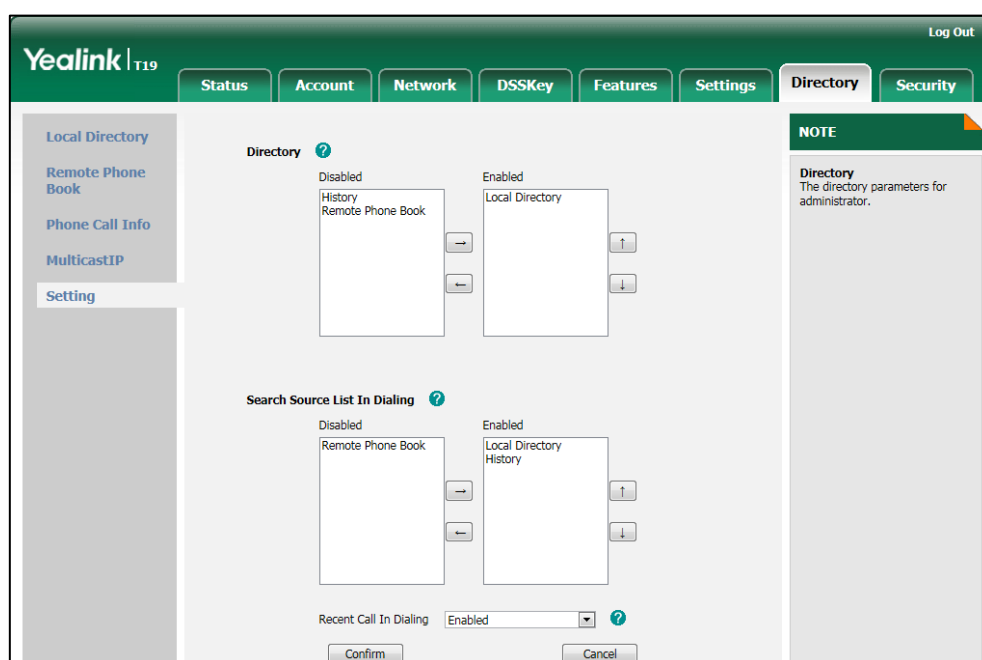 Log Out
Yealink T19
Status Account Network DSSKey Features Settings Directory Security
Local Directory
Remote Phone
Book
Phone Call Info
MulticastIP
Setting
Directory ?
Disabled Enabled
History
Remote Phone Book
Local Directory
→ ↑
← ↓
Search Source List In Dialing ?
Disabled Enabled
Remote Phone Book
Local Directory
History
→ ↑
← ↓
Recent Call In Dialing Enabled ?
Confirm Cancel
NOTE
Directory
The directory parameters for
administrator.